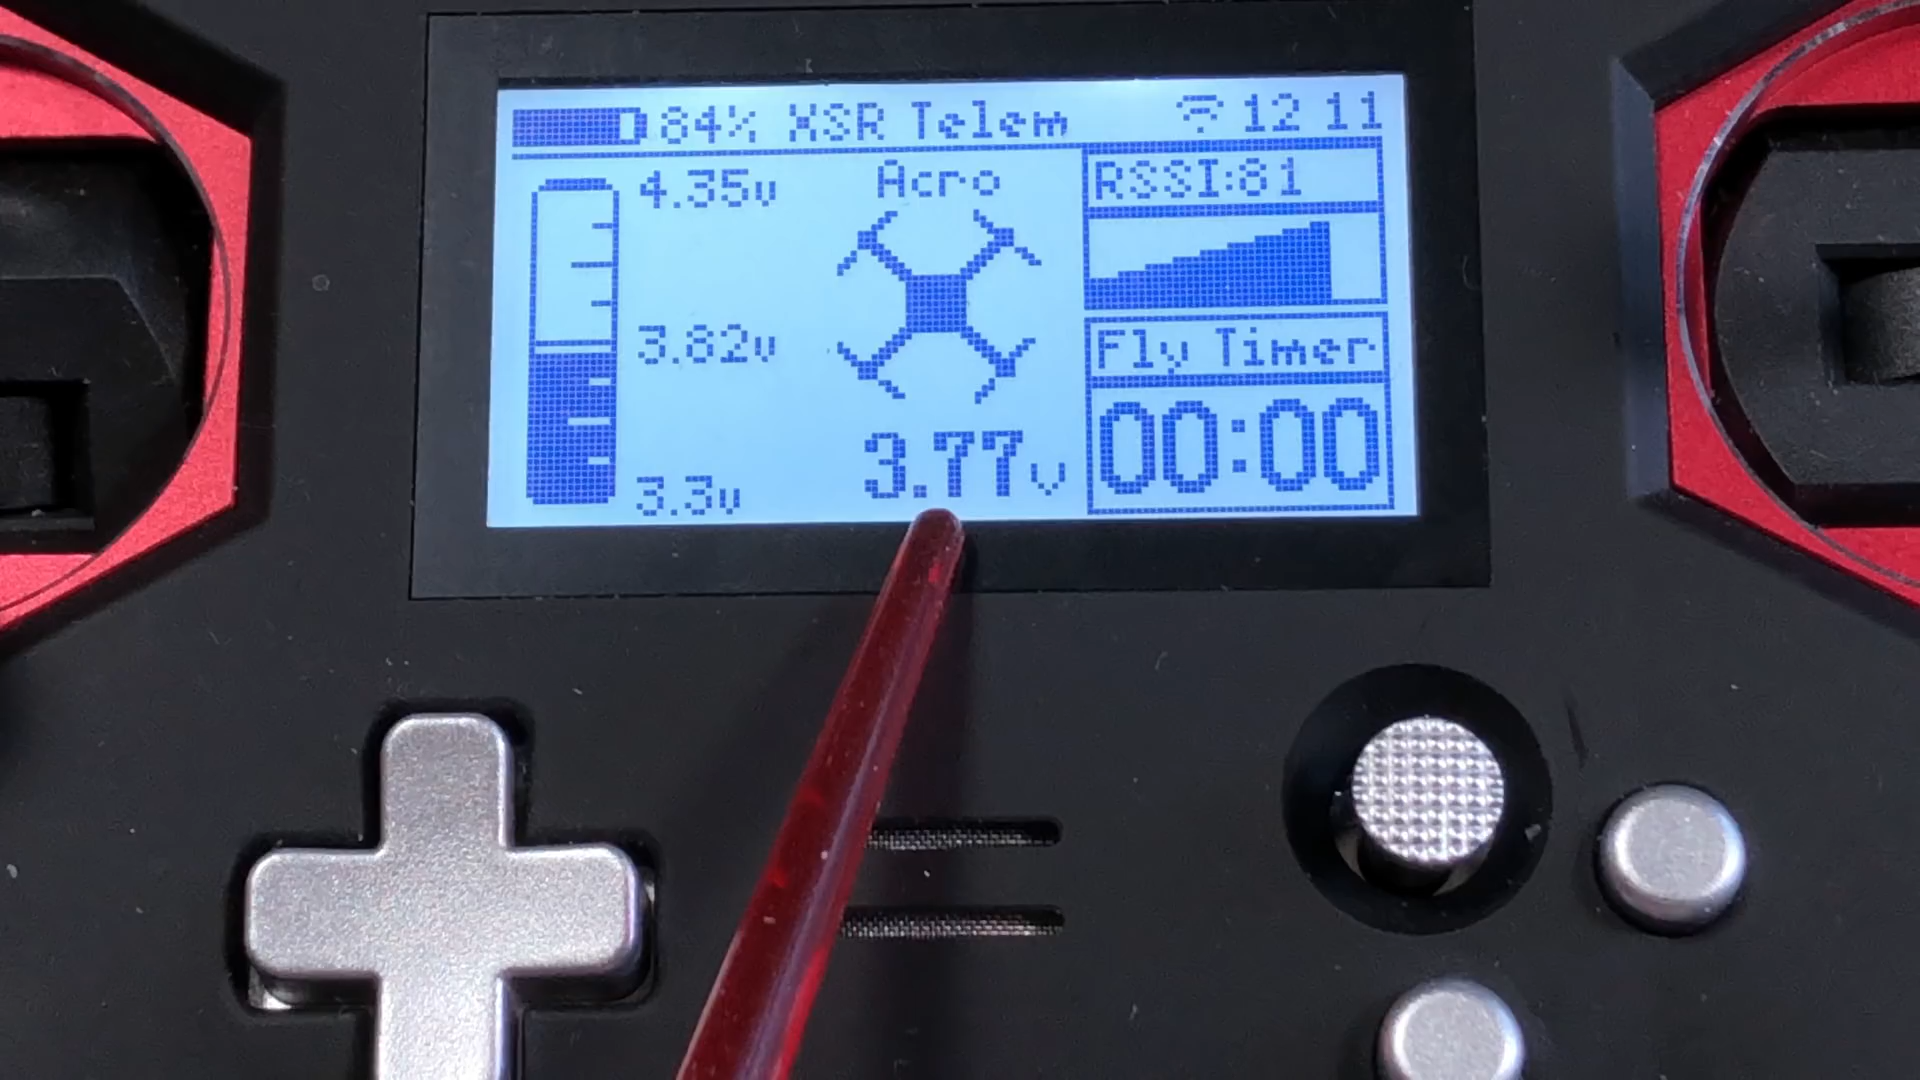 84% XSR Telem 12 11
4.35v
Acro
RSSI:81
3.82v
Fly Timer
3.77v
00:00
3.3v